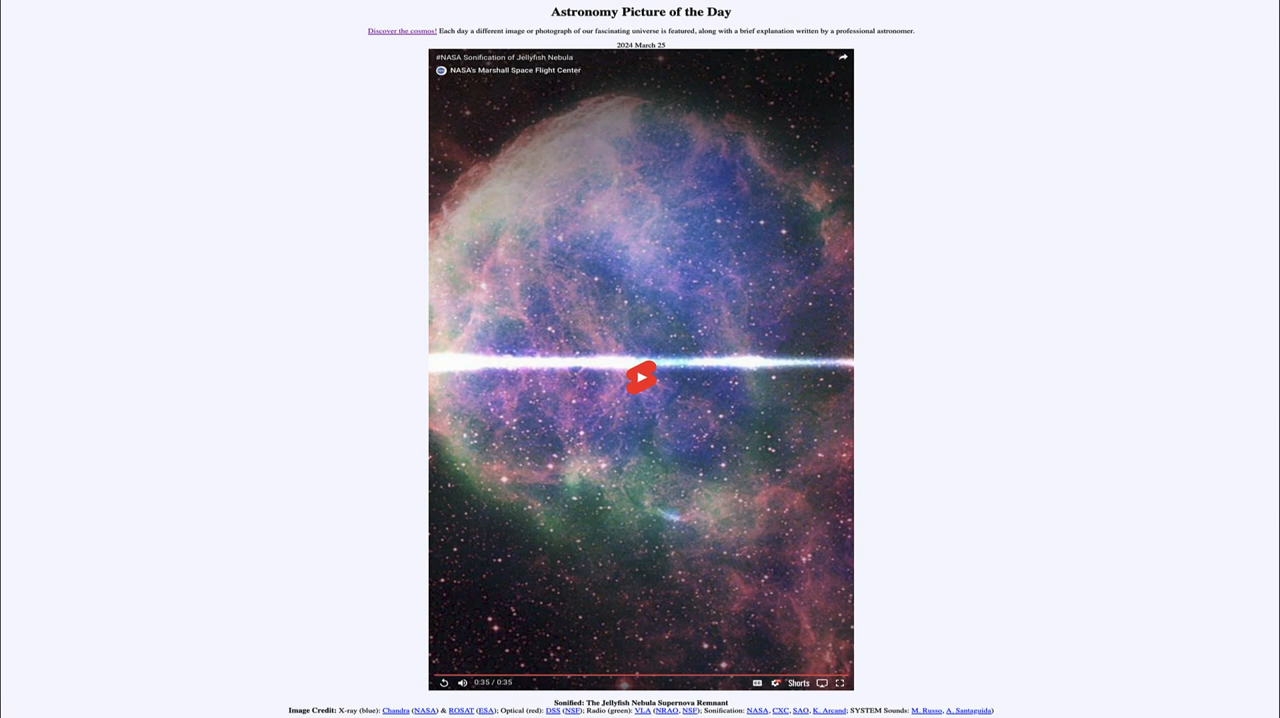 Astronomy Picture of the Day
Discover the cosmos! Each day a different image or photograph of our fascinating universe is featured, along with a brief explanation written by a professional astronomer.
2024 March 25
#NASA Sonification of Jellyfish Nebula
NASA's Marshall Space Flight Center
0:35 / 0:35
CC
Shorts
Sonified: The Jellyfish Nebula Supernova Remnant
Image Credit: X-ray (blue): Chandra (NASA) & ROSAT (ESA); Optical (red): DSS (NSF); Radio (green): VLA (NRAO, NSF); Sonification: NASA, CXC, SAO, K. Arcand; SYSTEM Sounds: M. Russo, A. Santaguida)